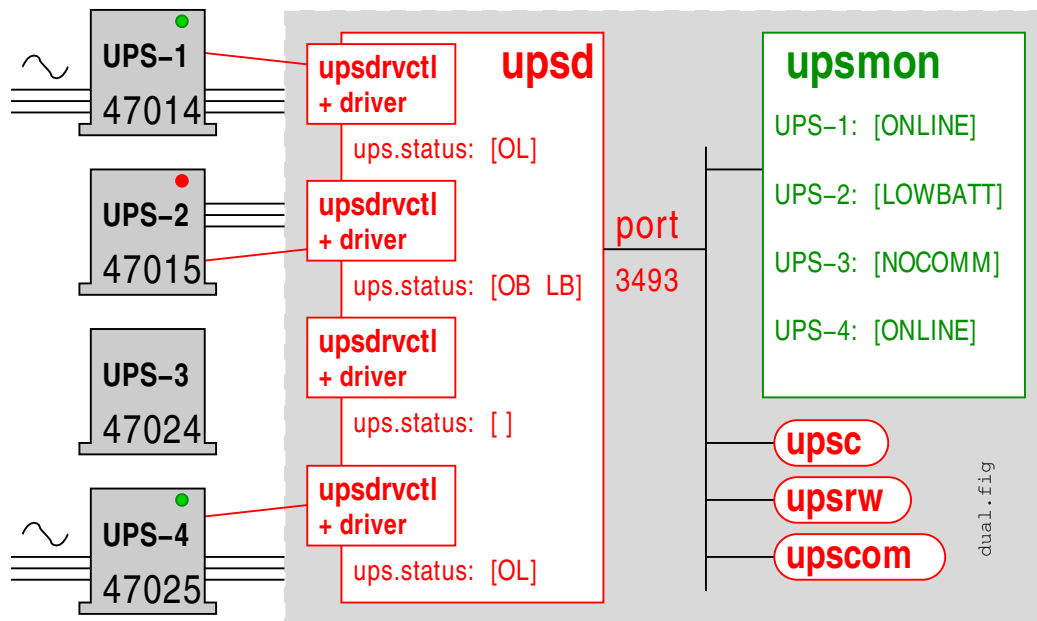 UPS−1
47014
UPS−2
47015
UPS−3
47024
UPS−4
47025
upsd
upsdrvctl
+ driver
ups.status: [OL]
upsdrvctl
+ driver
ups.status: [OB LB]
upsdrvctl
+ driver
ups.status: [ ]
upsdrvctl
+ driver
ups.status: [OL]
port
3493
upsmon
UPS−1: [ONLINE]
UPS−2: [LOWBATT]
UPS−3: [NOCOMM]
UPS−4: [ONLINE]
upsc
upsrw
upscom
dual.fig